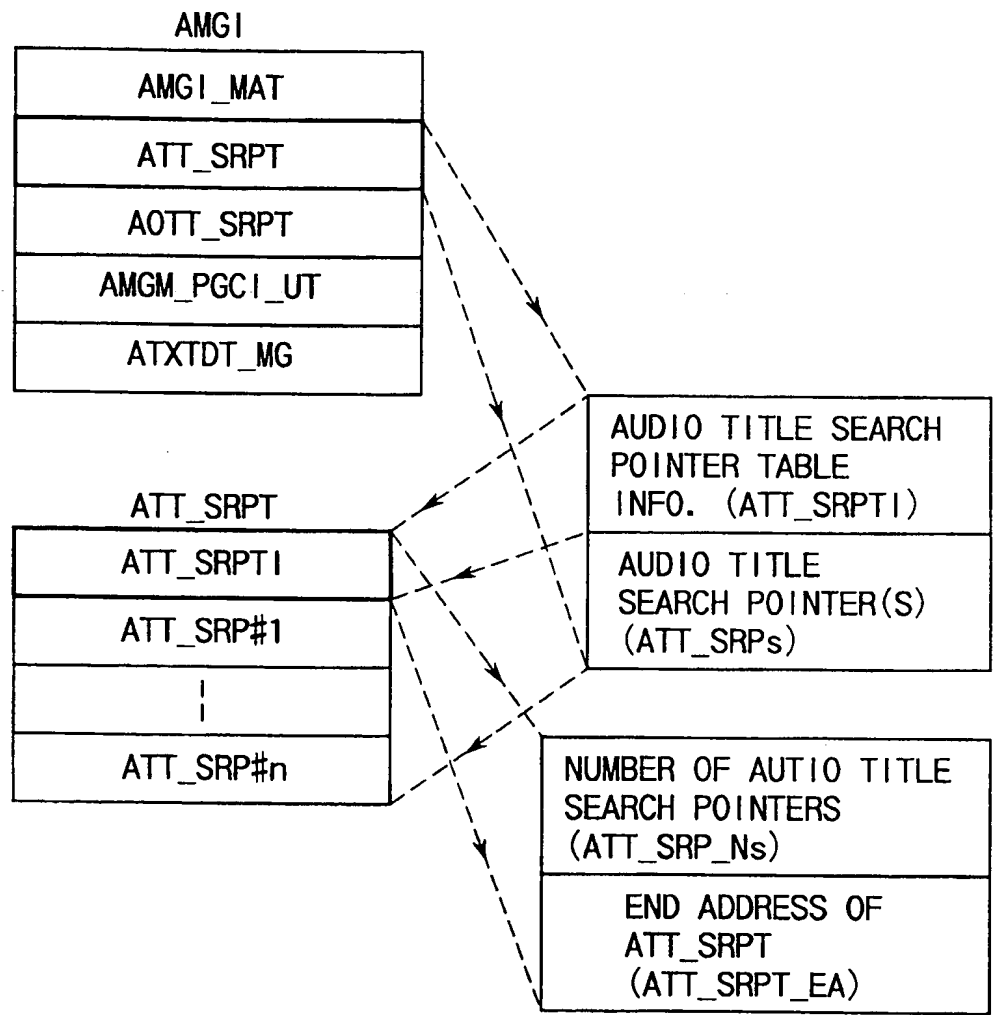 AMGI
AMGI_MAT
ATT_SRPT
AOTT_SRPT
AMGM_PGCI_UT
ATXTDT_MG
AUDIO TITLE SEARCH
POINTER TABLE
INFO. (ATT_SRPTI)
AUDIO TITLE
SEARCH POINTER(S)
(ATT_SRPs)
ATT_SRPT
ATT_SRPTI
ATT_SRP#1
ATT_SRP#n
NUMBER OF AUTIO TITLE
SEARCH POINTERS
(ATT_SRP_Ns)
END ADDRESS OF
ATT_SRPT
(ATT_SRPT_EA)